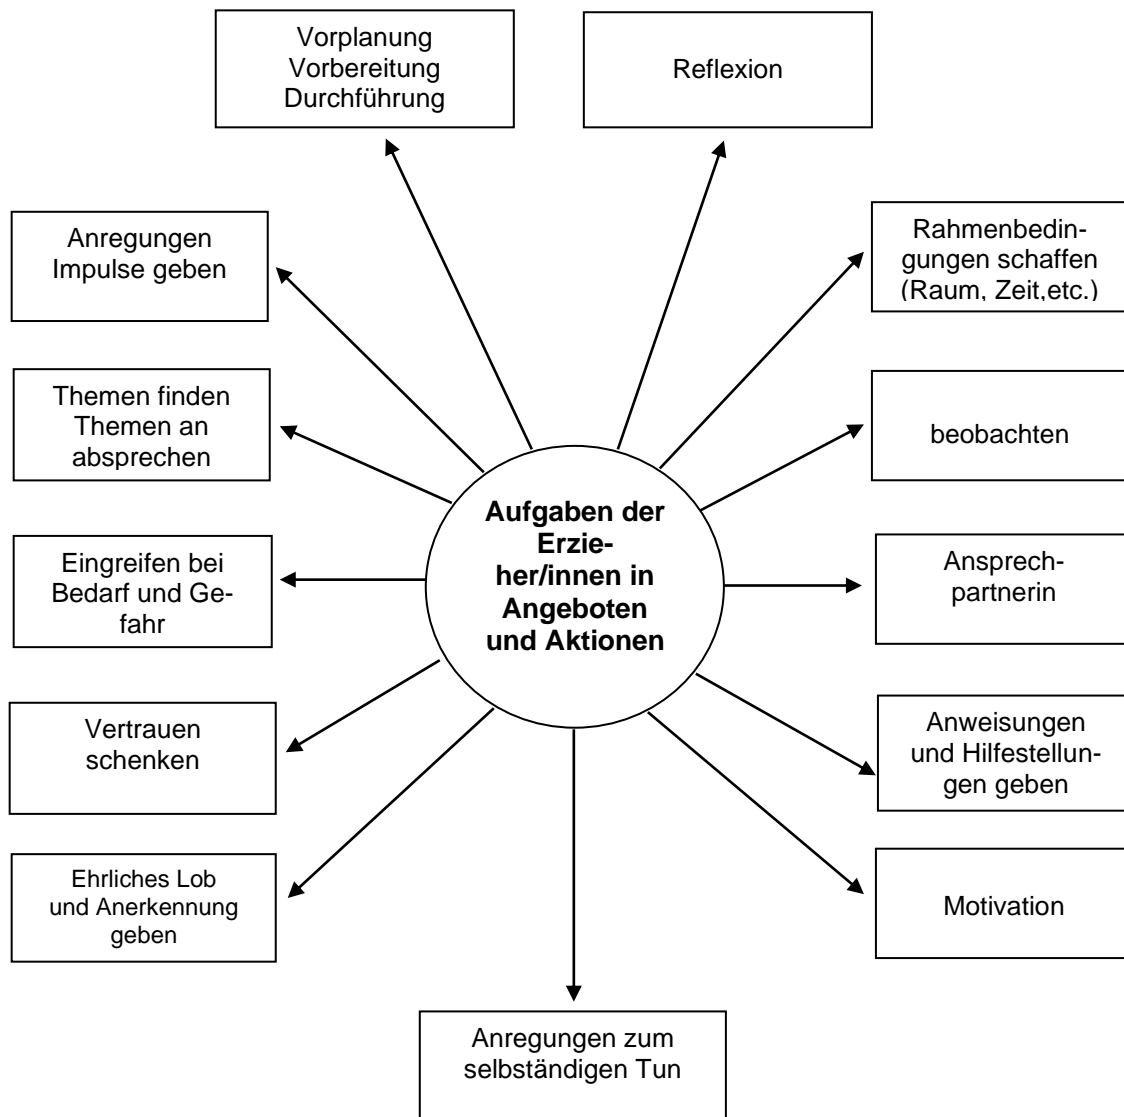 Vorplanung
Vorbereitung
Durchführung
Reflexion
Anregungen
Impulse geben
Rahmenbedin-
gungen schaffen
(Raum, Zeit,etc.)
Themen finden
Themen an
absprechen
beobachten
Aufgaben der
Erzie-
her/innen in
Angeboten
und Aktionen
Eingreifen bei
Bedarf und Ge-
fahr
Ansprech-
partnerin
Vertrauen
schenken
Anweisungen
und Hilfestellun-
gen geben
Ehrliches Lob
und Anerkennung
geben
Motivation
Anregungen zum
selbständigen Tun